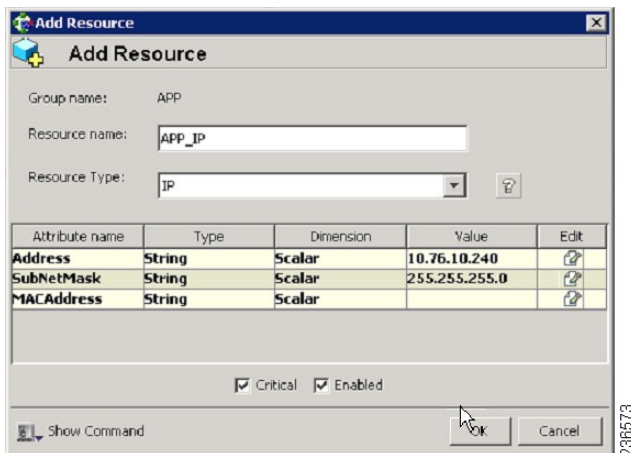 Add Resource
Add Resource
Group name: APP
Resource name: APP_IP
Resource Type: IP
Attribute name Type Dimension Value Edit
Address String Scalar 10.76.10.240
SubNetMask String Scalar 255.255.255.0
MACAddress String Scalar
Critical Enabled
Show Command OK Cancel
236573